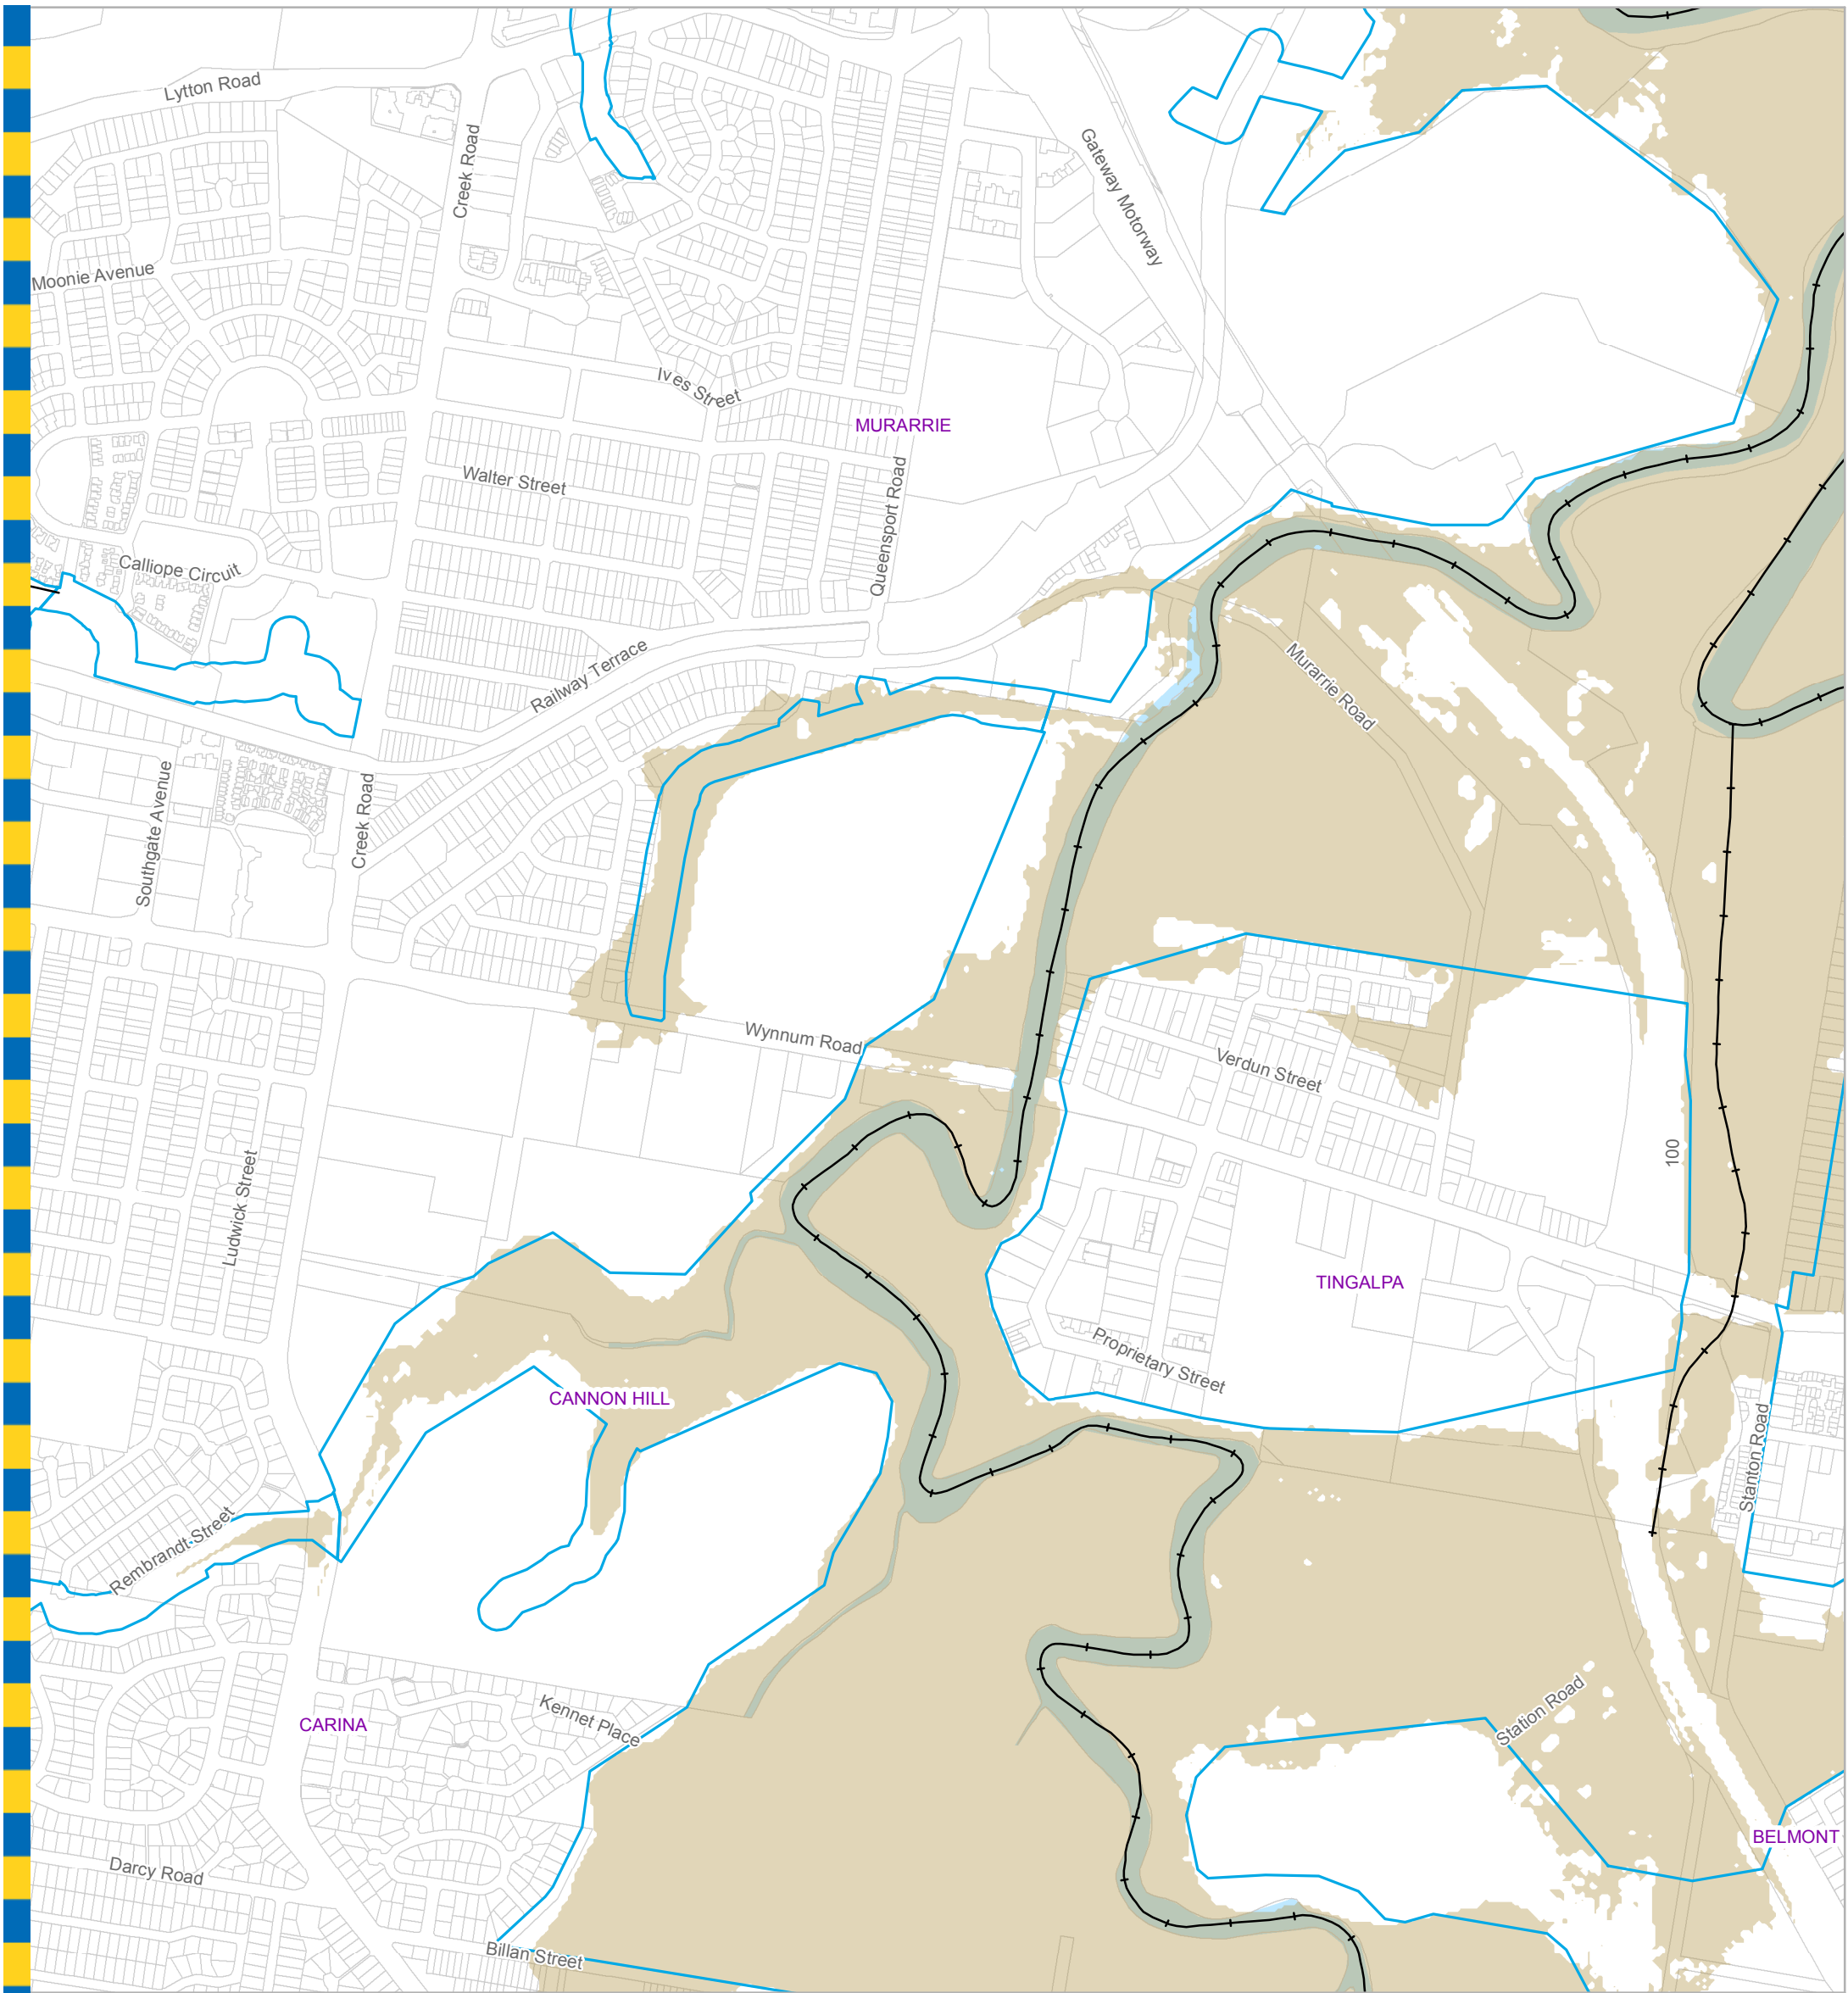 Lytton Road
Creek Road
Gateway Motorway
Moonie Avenue
Ives Street
MURARRIE
Walter Street
Queensport Road
Calliope Circuit
Railway Terrace
Murarrie Road
Southgate Avenue
Creek Road
Wynnum Road
Verdun Street
100
Ludwick Street
TINGALPA
Proprietary Street
CANNON HILL
Stanton Road
Rembrandt Street
Station Road
Kennet Place
CARINA
BELMONT
Darcy Road
Billan Street